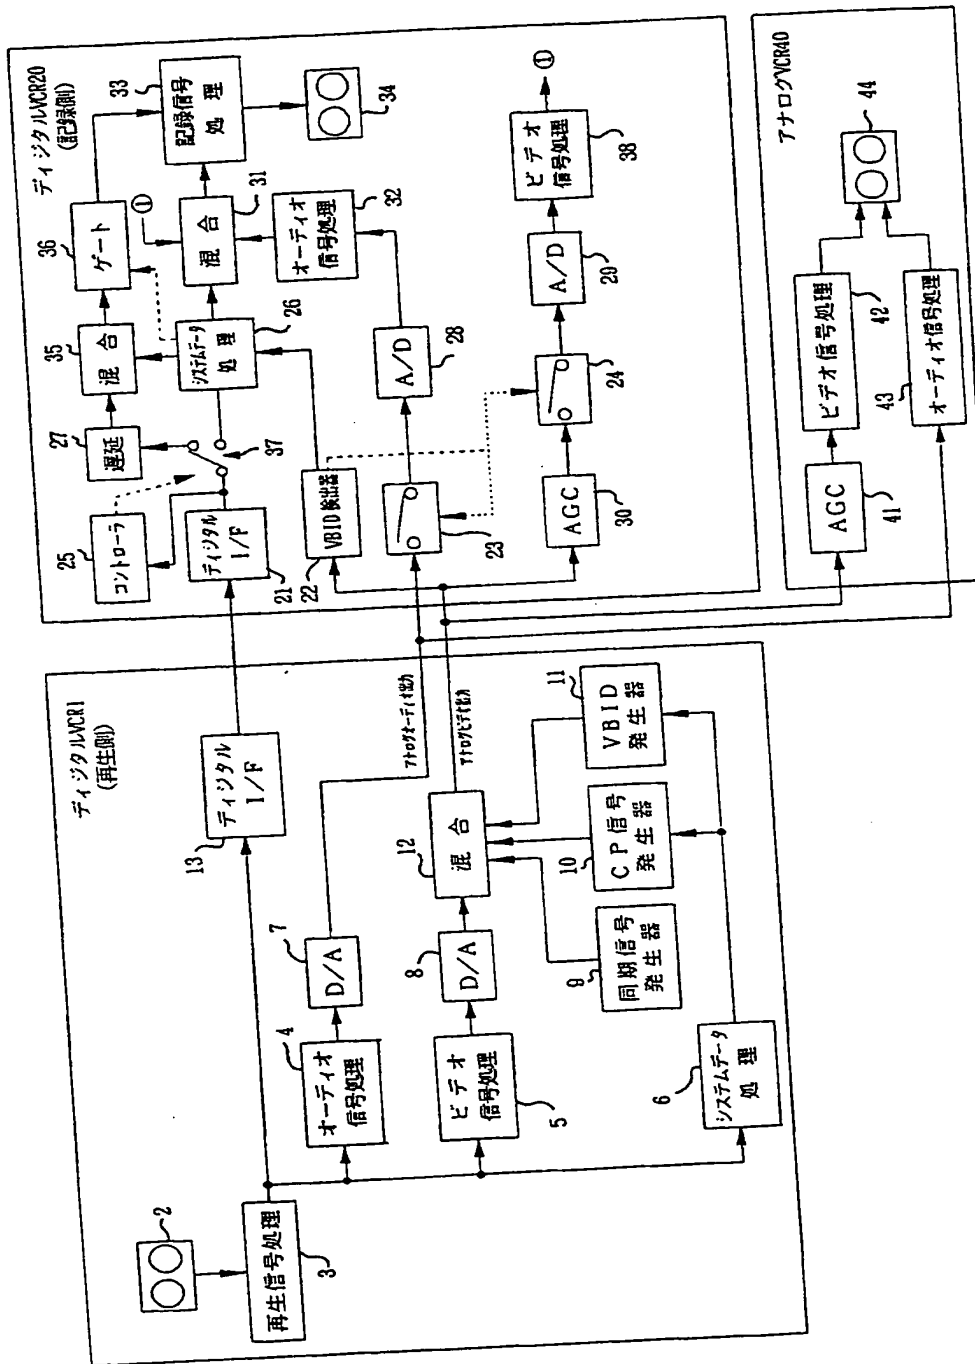 ディジタルVCR1
(再生側)
2
再生信号処理
3
オーディオ
信号処理
4
ビデオ
信号処理
5
システムデータ
処理
6
D/A
7
D/A
8
同期信号
発生器
9
CP信号
発生器
10
VBID
発生器
11
混合
12
ディジタル
I/F
13
アナログオーディオ出力
アナログビデオ出力
ディジタルVCR20
(記録側)
コントローラ
25
ディジタル
I/F
21
VBID検出器
22
23
AGC
30
37
遅延
27
混合
35
システムデータ
処理
26
A/D
28
24
ゲート
36
①
混合
31
オーディオ
信号処理
32
A/D
29
記録信号
処理
33
34
ビデオ
信号処理
38
①
アナログVCR40
AGC
41
ビデオ信号処理
42
オーディオ信号処理
43
44